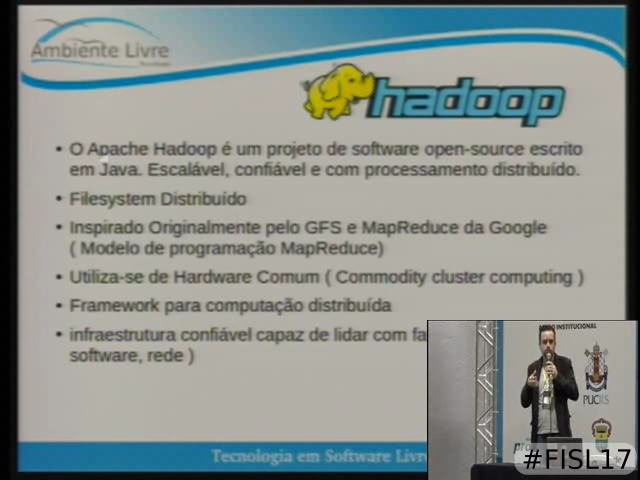 Ambiente Livre
Tecnologia
hadoop
• O Apache Hadoop é um projeto de software open-source escrito
em Java. Escalável, confiável e com processamento distribuído.
• Filesystem Distribuído
• Inspirado Originalmente pelo GFS e MapReduce da Google
( Modelo de programação MapReduce)
• Utiliza-se de Hardware Comum ( Commodity cluster computing )
• Framework para computação distribuída
• infraestrutura confiável capaz de lidar com
software, rede )
INSTITUCIONAL
PUCRS
Tecnologia em Software
#FISL17